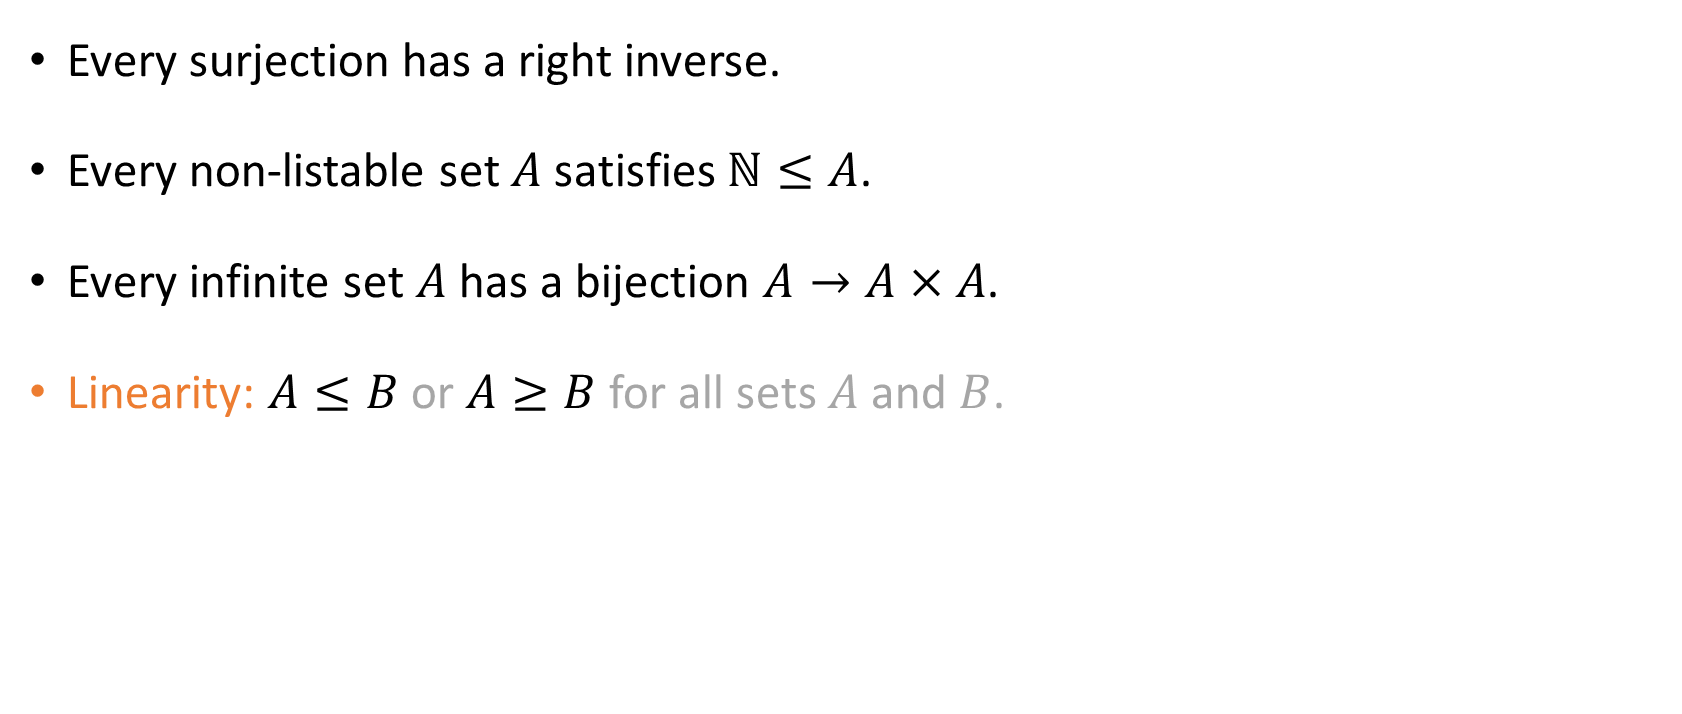 • Every surjection has a right inverse.
• Every non-listable set A satisfies ℕ ≤ A.
• Every infinite set A has a bijection A → A × A.
• Linearity: A ≤ B or A ≥ B for all sets A and B.